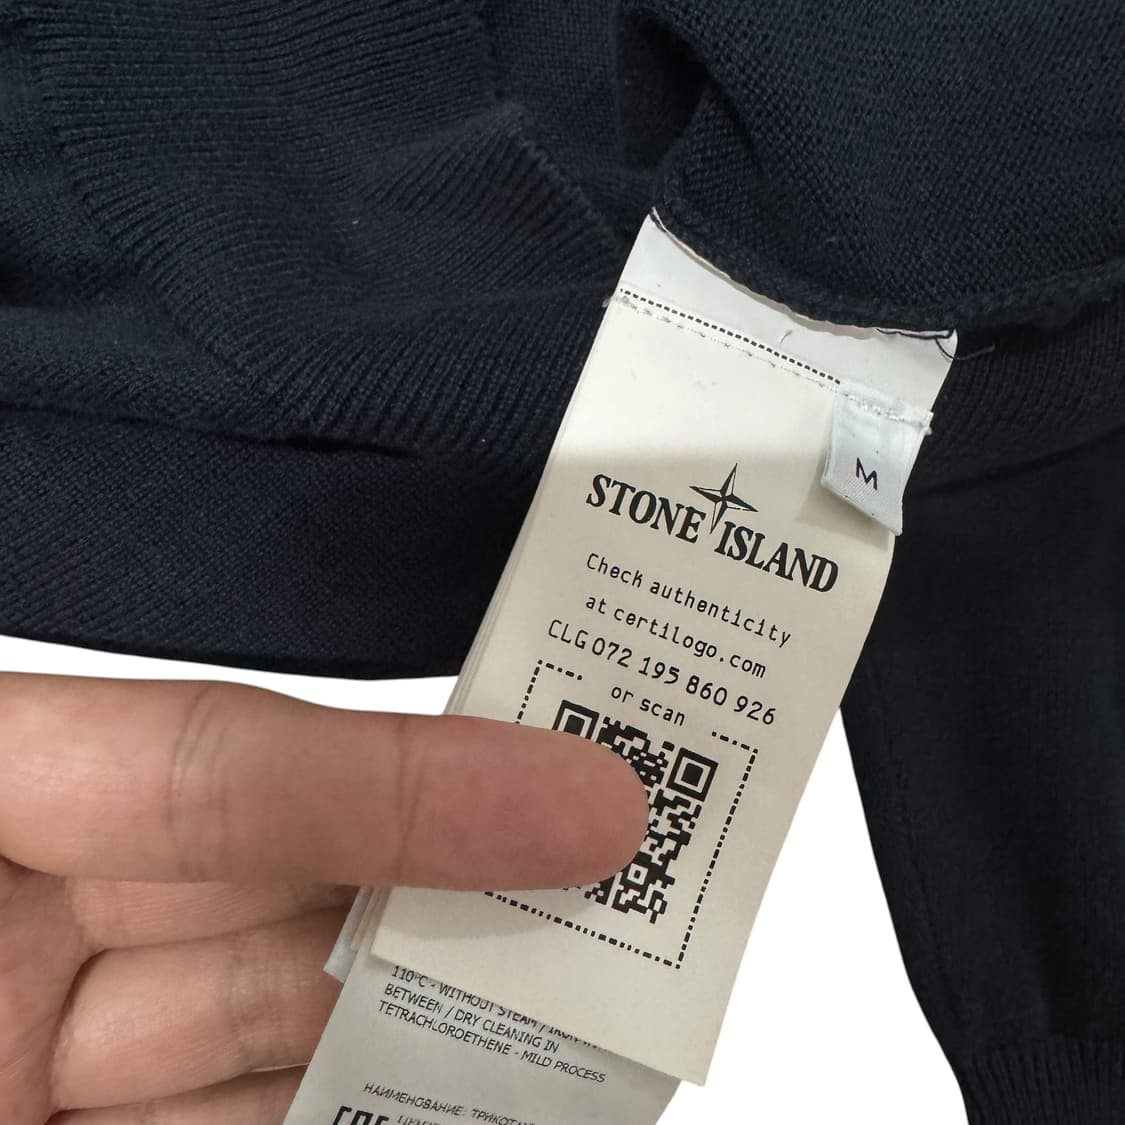 M
STONE ISLAND
Check authenticity
at certilogo.com
CLG 072 195 860 926
or scan
110°C - WITHOUT STEAM / IRON
BETWEEN / DRY CLEANING IN
TETRACHLOROETHENE - MILD PROCESS
НАИМЕНОВАНИЕ: